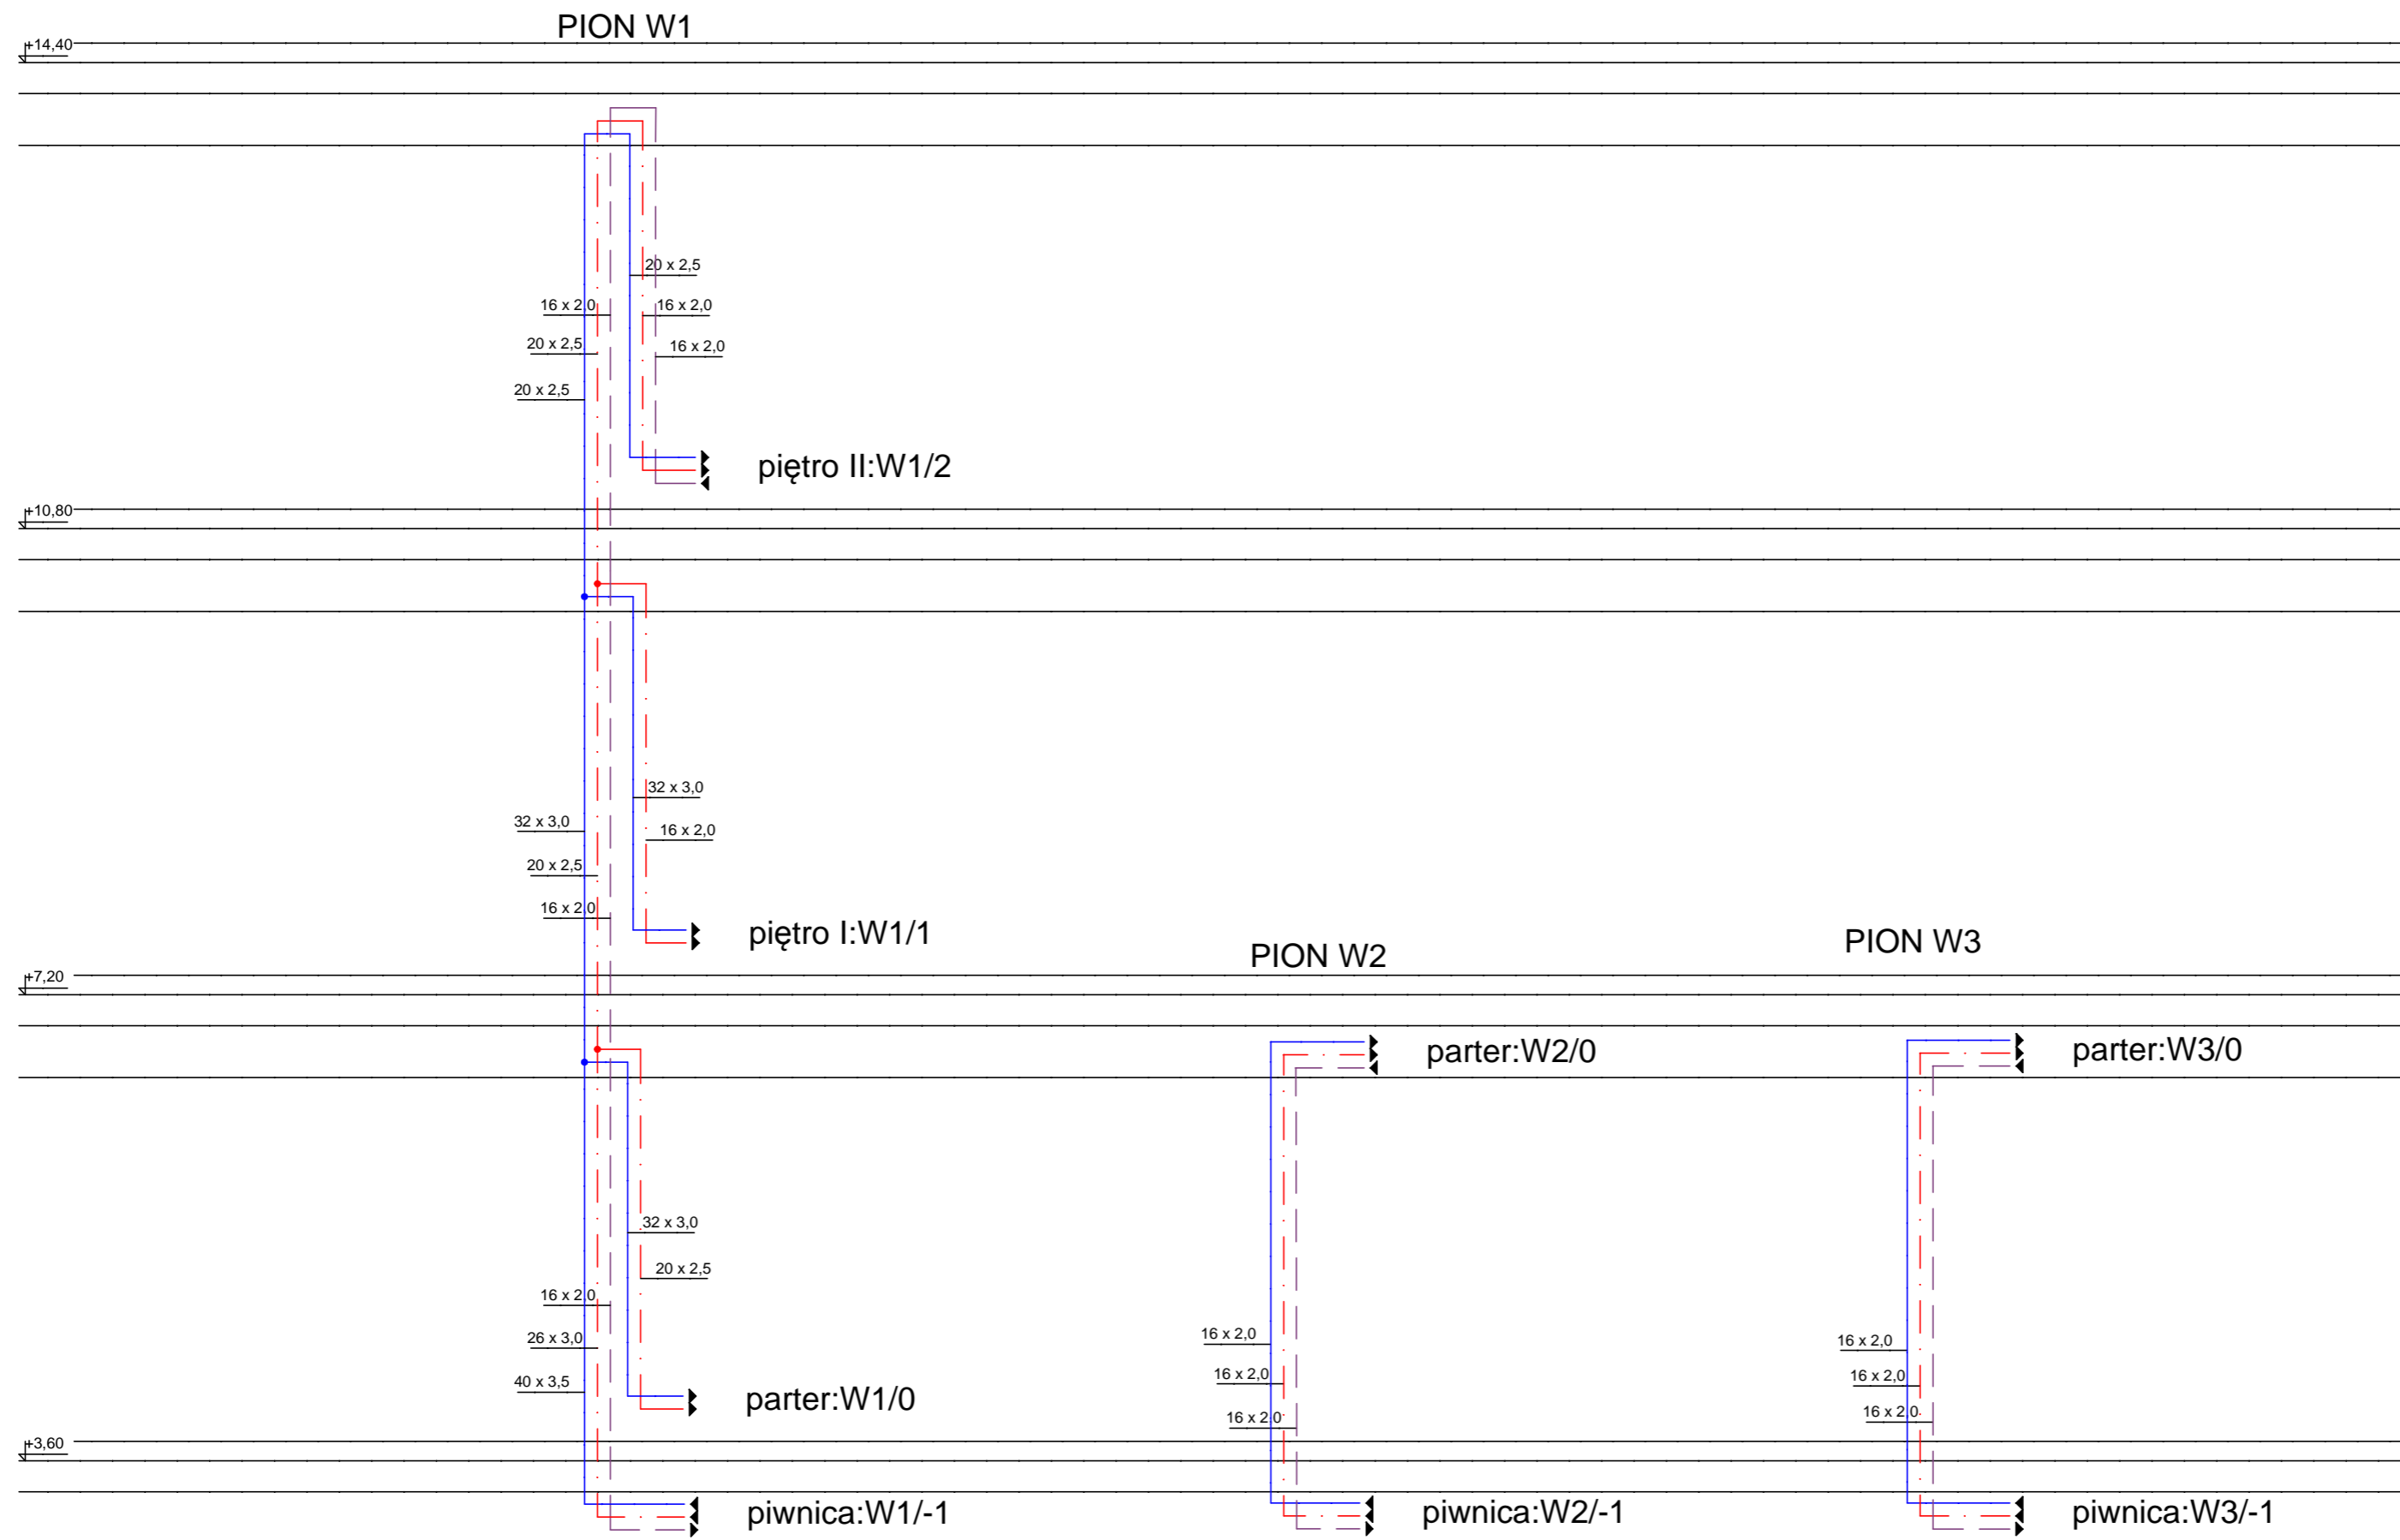 PION W1
+14,40
20 x 2,5
16 x 2,0
16 x 2,0
20 x 2,5
16 x 2,0
20 x 2,5
piętro II:W1/2
+10,80
32 x 3,0
32 x 3,0
16 x 2,0
20 x 2,5
16 x 2,0
piętro I:W1/1
PION W2
PION W3
+7,20
parter:W2/0
parter:W3/0
32 x 3,0
20 x 2,5
16 x 2,0
26 x 3,0
40 x 3,5
16 x 2,0
16 x 2,0
16 x 2,0
16 x 2,0
16 x 2,0
16 x 2,0
parter:W1/0
+3,60
piwnica:W1/-1
piwnica:W2/-1
piwnica:W3/-1